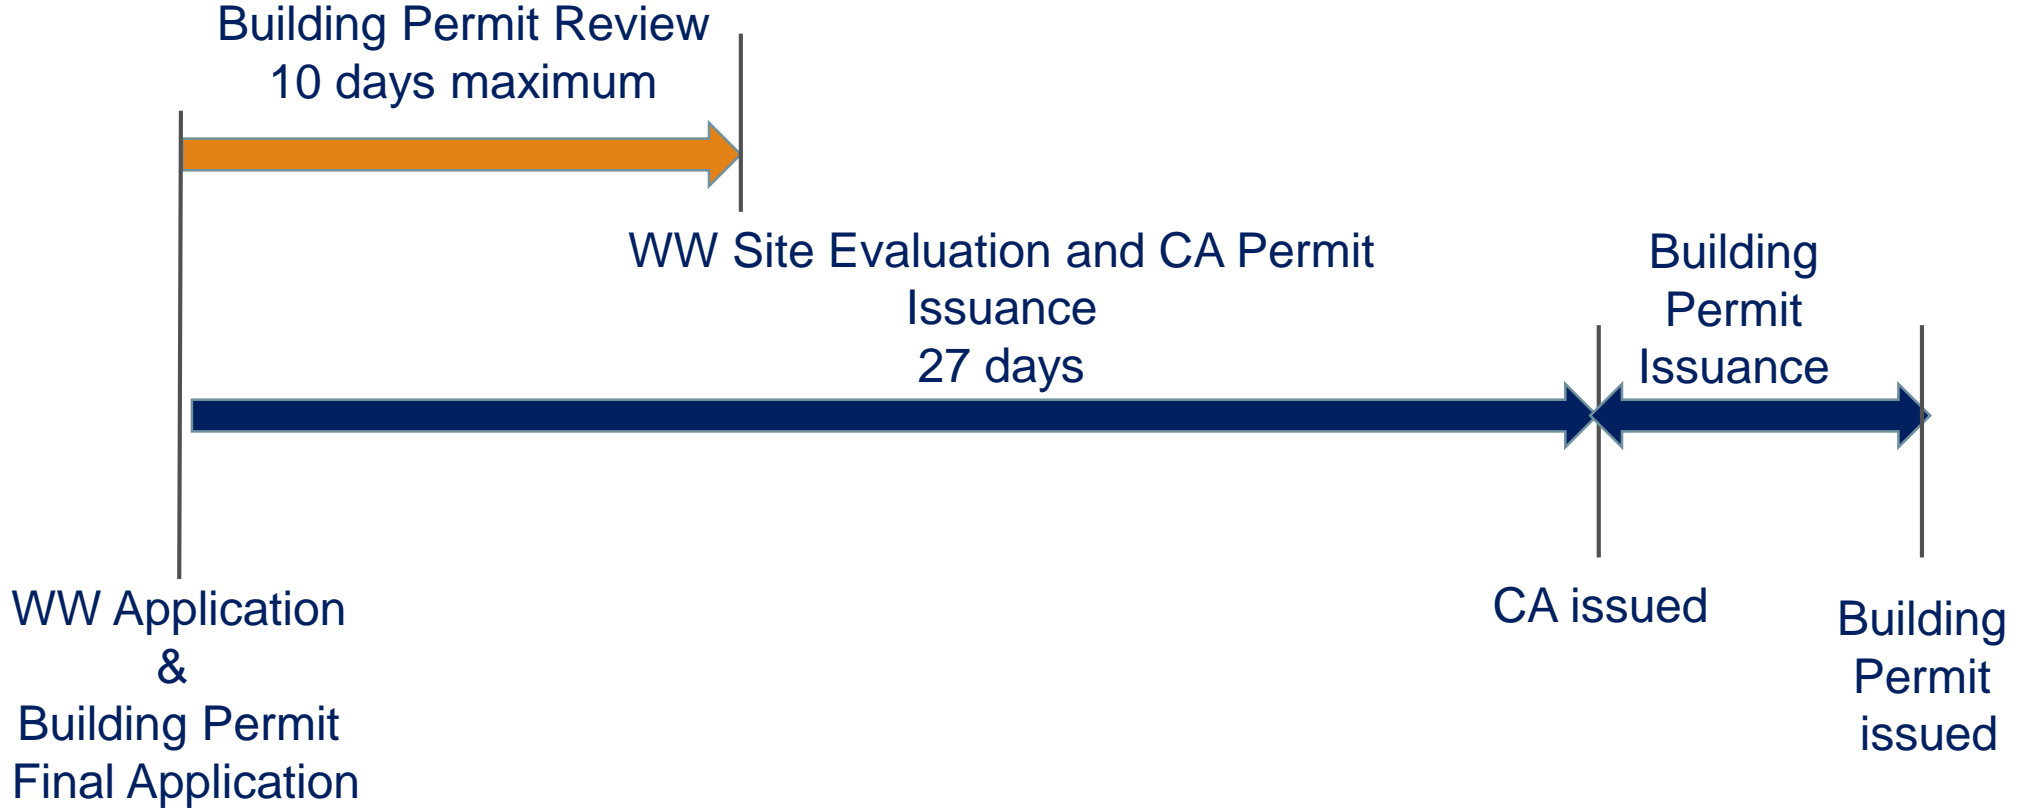 Building Permit Review
10 days maximum
WW Site Evaluation and CA Permit
Issuance
27 days
Building
Permit
Issuance
WW Application
&
Building Permit
Final Application
CA issued
Building
Permit
issued